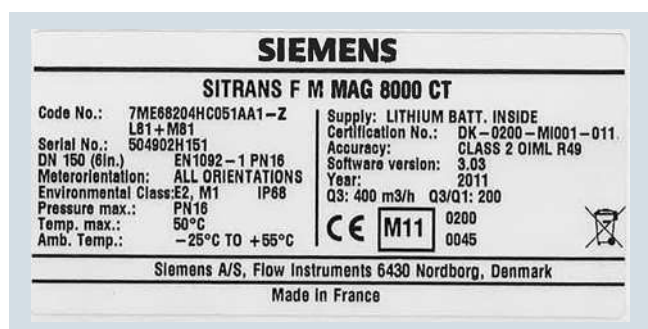 SIEMENS
SITRANS F M MAG 8000 CT
Code No.: 7ME68204HC051AA1-Z
L81+M81
Serial No.: 504902H151
DN 150 (6in.) EN1092-1 PN16
Meterorientation: ALL ORIENTATIONS
Environmental Class:E2, M1 IP68
Pressure max.: PN16
Temp. max.: 50°C
Amb. Temp.: -25°C TO +55°C
Supply: LITHIUM BATT. INSIDE
Certification No.: DK-0200-MI001-011
Accuracy: CLASS 2 OIML R49
Software version: 3.03
Year: 2011
Q3: 400 m3/h Q3/Q1: 200
CE M11 0200
0045
Siemens A/S, Flow Instruments 6430 Nordborg, Denmark
Made in France